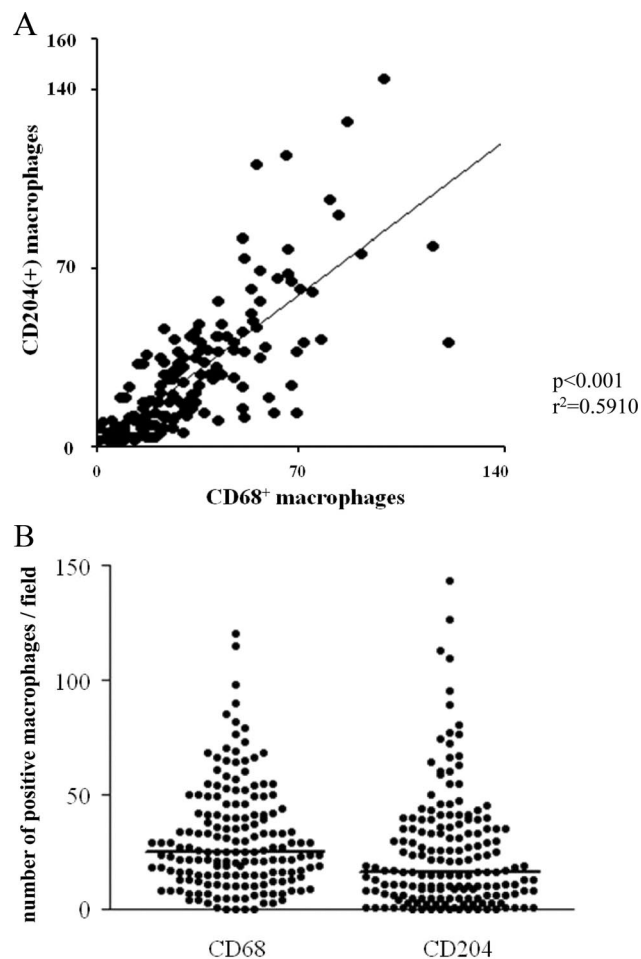 A
160
140
70
0
CD204(+) macrophages
0
70
140
CD68⁺ macrophages
p<0.001
r²=0.5910
B
150
100
50
0
number of positive macrophages / field
CD68
CD204